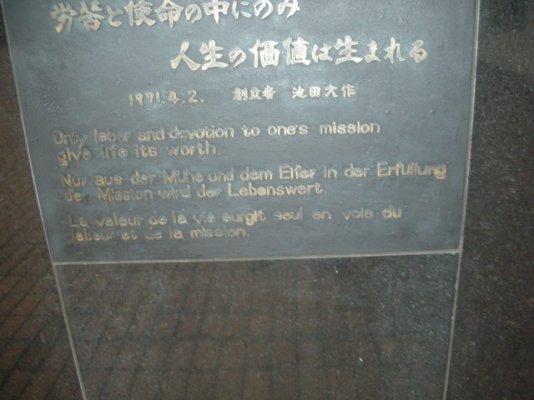 労苦と使命の中にのみ
人生の価値は生まれる
1971.4.2. 創立者 池田大作
Only labor and devotion to one's mission
give life its worth.
Nur aus der Mühe und dem Eifer in der Erfüllung
der Mission wird der Lebenswert.
La valeur de la vie surgit seul en voie du
labeur et de la mission.